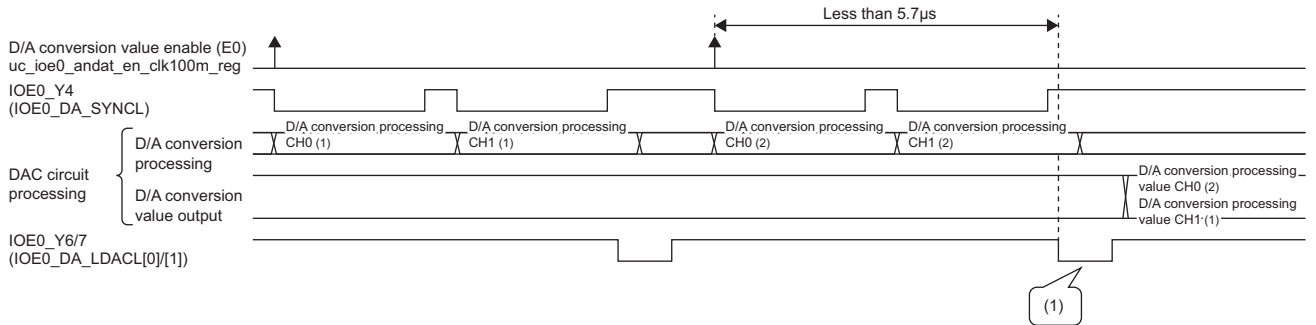 Less than 5.7μs
D/A conversion value enable (E0)
uc_ioe0_andat_en_clk100m_reg
IOE0_Y4
(IOE0_DA_SYNCL)
DAC circuit
processing
D/A conversion
processing
D/A conversion processing
CH0 (1)
D/A conversion processing
CH1 (1)
D/A conversion processing
CH0 (2)
D/A conversion processing
CH1 (2)
D/A conversion
value output
D/A conversion processing
value CH0 (2)
D/A conversion processing
value CH1 (1)
IOE0_Y6/7
(IOE0_DA_LDACL[0]/[1])
(1)